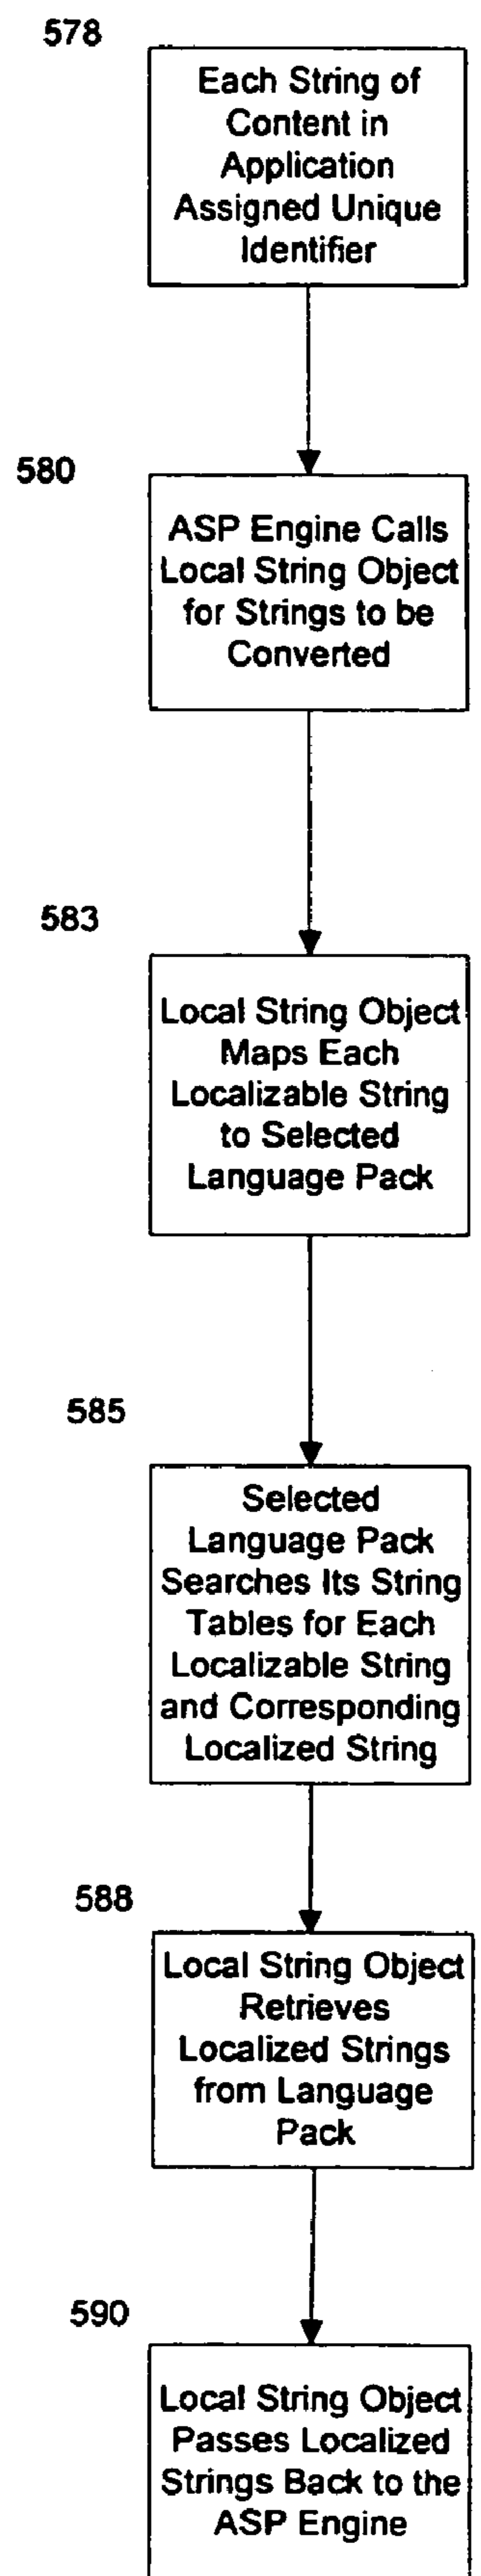 578
Each String of
Content in
Application
Assigned Unique
Identifier
580
ASP Engine Calls
Local String Object
for Strings to be
Converted
583
Local String Object
Maps Each
Localizable String
to Selected
Language Pack
585
Selected
Language Pack
Searches Its String
Tables for Each
Localizable String
and Corresponding
Localized String
588
Local String Object
Retrieves
Localized Strings
from Language
Pack
590
Local String Object
Passes Localized
Strings Back to the
ASP Engine